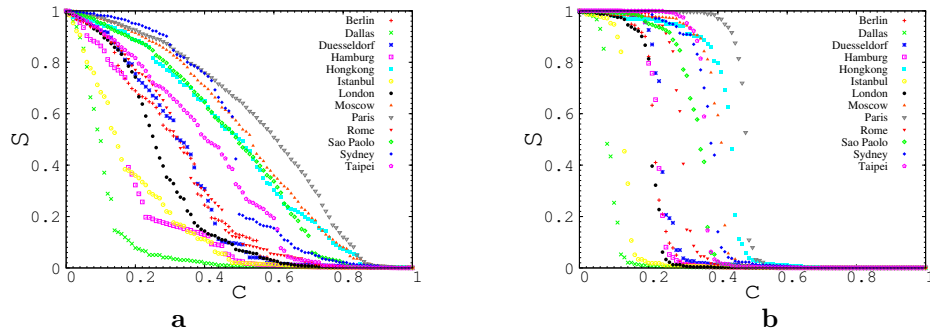 S
1
0.8
0.6
0.4
0.2
0
0 0.2 0.4 0.6 0.8 1
C
Berlin
Dallas
Duesseldorf
Hamburg
Hongkong
Istanbul
London
Moscow
Paris
Rome
Sao Paolo
Sydney
Taipei
a
S
1
0.8
0.6
0.4
0.2
0
0 0.2 0.4 0.6 0.8 1
C
Berlin
Dallas
Duesseldorf
Hamburg
Hongkong
Istanbul
London
Moscow
Paris
Rome
Sao Paolo
Sydney
Taipei
b